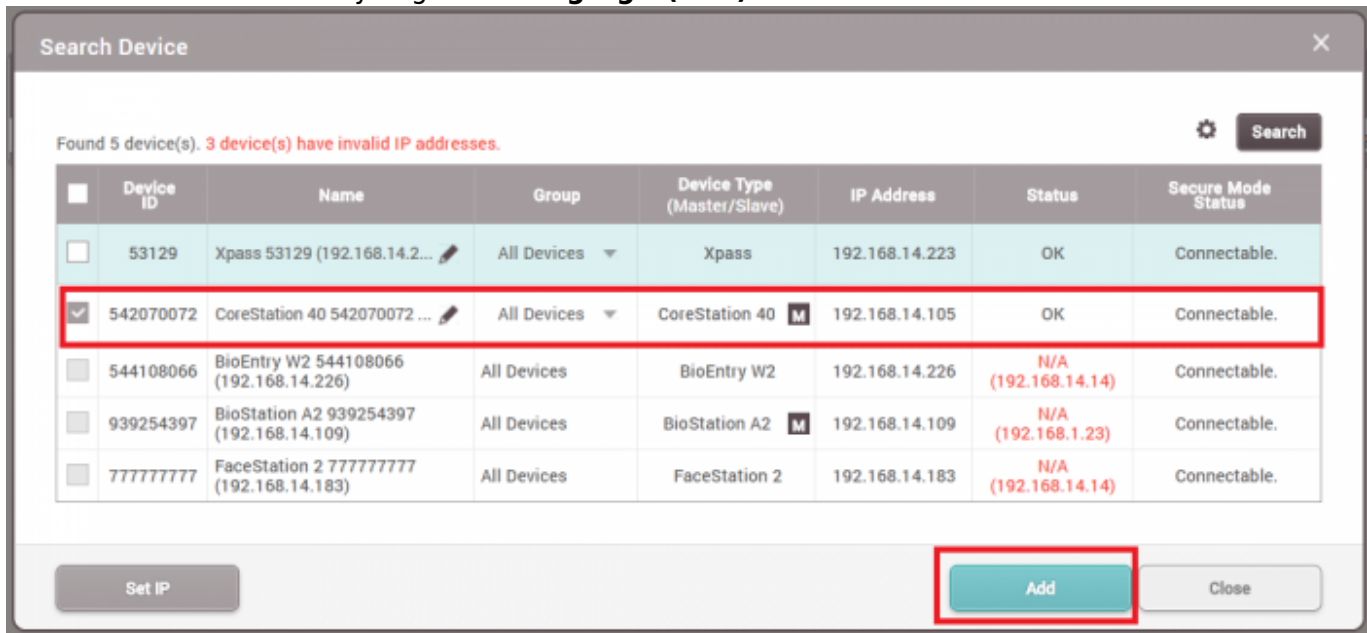 Search Device
Found 5 device(s). 3 device(s) have invalid IP addresses.
Search
Device ID Name Group Device Type (Master/Slave) IP Address Status Secure Mode Status
53129 Xpass 53129 (192.168.14.2... All Devices Xpass 192.168.14.223 OK Connectable.
542070072 CoreStation 40 542070072 ... All Devices CoreStation 40 M 192.168.14.105 OK Connectable.
544108066 BioEntry W2 544108066 (192.168.14.226) All Devices BioEntry W2 192.168.14.226 N/A (192.168.14.14) Connectable.
939254397 BioStation A2 939254397 (192.168.14.109) All Devices BioStation A2 M 192.168.14.109 N/A (192.168.1.23) Connectable.
777777777 FaceStation 2 777777777 (192.168.14.183) All Devices FaceStation 2 192.168.14.183 N/A (192.168.14.14) Connectable.
Set IP Add Close